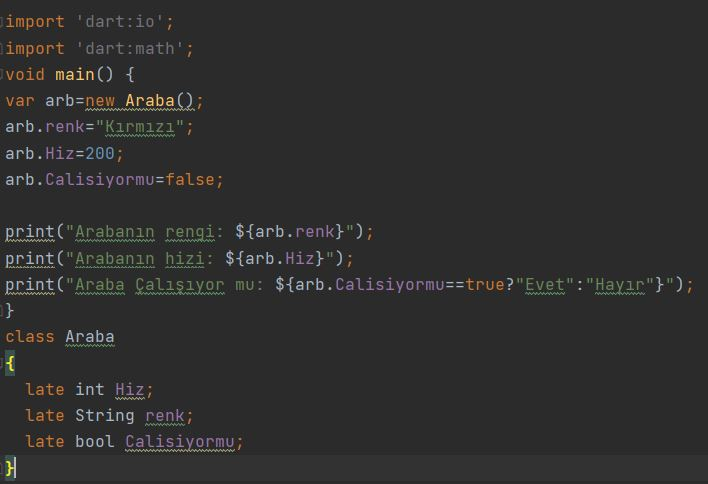 import 'dart:io';
import 'dart:math';
void main() {
var arb=new Araba();
arb.renk="Kırmızı";
arb.Hiz=200;
arb.Calisiyormu=false;
print("Arabanın rengi: ${arb.renk}");
print("Arabanın hizi: ${arb.Hiz}");
print("Araba Çalışıyor mu: ${arb.Calisiyormu==true?"Evet":"Hayır"}");
}
class Araba
{
late int Hiz;
late String renk;
late bool Calisiyormu;
}